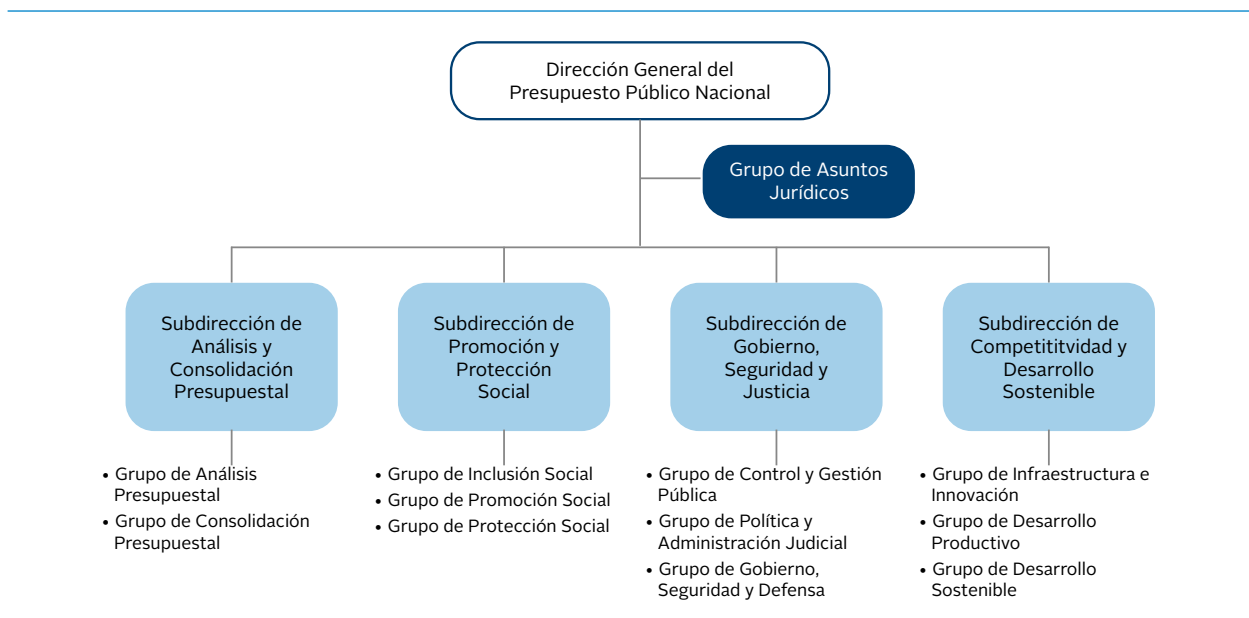 Dirección General del
Presupuesto Público Nacional
Grupo de Asuntos
Jurídicos
Subdirección de
Análisis y
Consolidación
Presupuestal
Subdirección de
Promoción y
Protección
Social
Subdirección de
Gobierno,
Seguridad y
Justicia
Subdirección de
Competititvidad y
Desarrollo
Sostenible
• Grupo de Análisis
Presupuestal
• Grupo de Consolidación
Presupuestal
• Grupo de Inclusión Social
• Grupo de Promoción Social
• Grupo de Protección Social
• Grupo de Control y Gestión
Pública
• Grupo de Política y
Administración Judicial
• Grupo de Gobierno,
Seguridad y Defensa
• Grupo de Infraestructura e
Innovación
• Grupo de Desarrollo
Productivo
• Grupo de Desarrollo
Sostenible